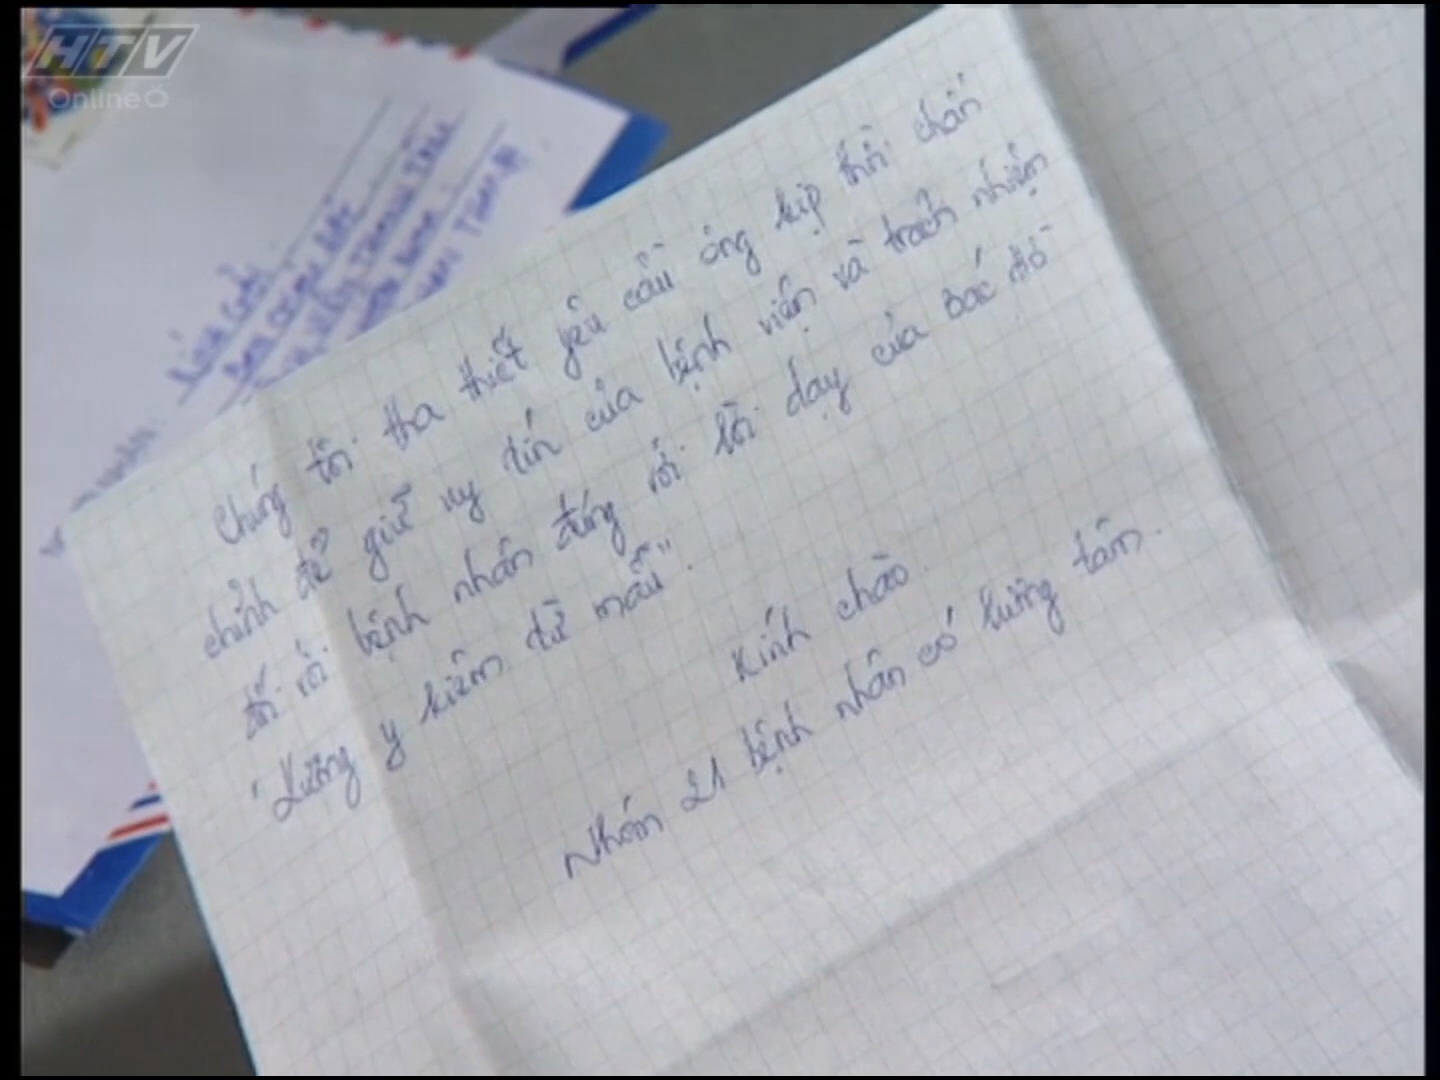 HTV
Online
Kính gửi
Chúng tôi tha thiết yêu cầu ông kịp thời chấn
chỉnh để giữ uy tín của bệnh viện và trách nhiệm
đối với bệnh nhân đúng với lời dạy của Bác đó
"Lương y kiêm từ mẫu".
Kính chào
Nhóm 21 bệnh nhân có lương tâm.